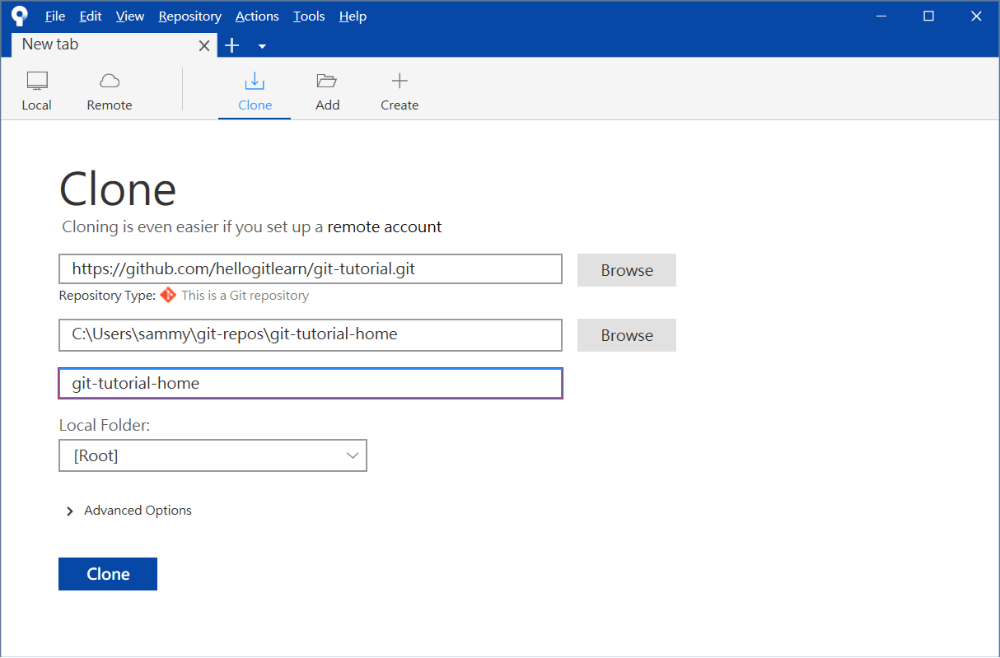 File Edit View Repository Actions Tools Help
New tab
Local Remote Clone Add Create
Clone
Cloning is even easier if you set up a remote account
https://github.com/hellogitlearn/git-tutorial.git Browse
Repository Type: This is a Git repository
C:\Users\sammy\git-repos\git-tutorial-home Browse
git-tutorial-home
Local Folder:
[Root]
Advanced Options
Clone